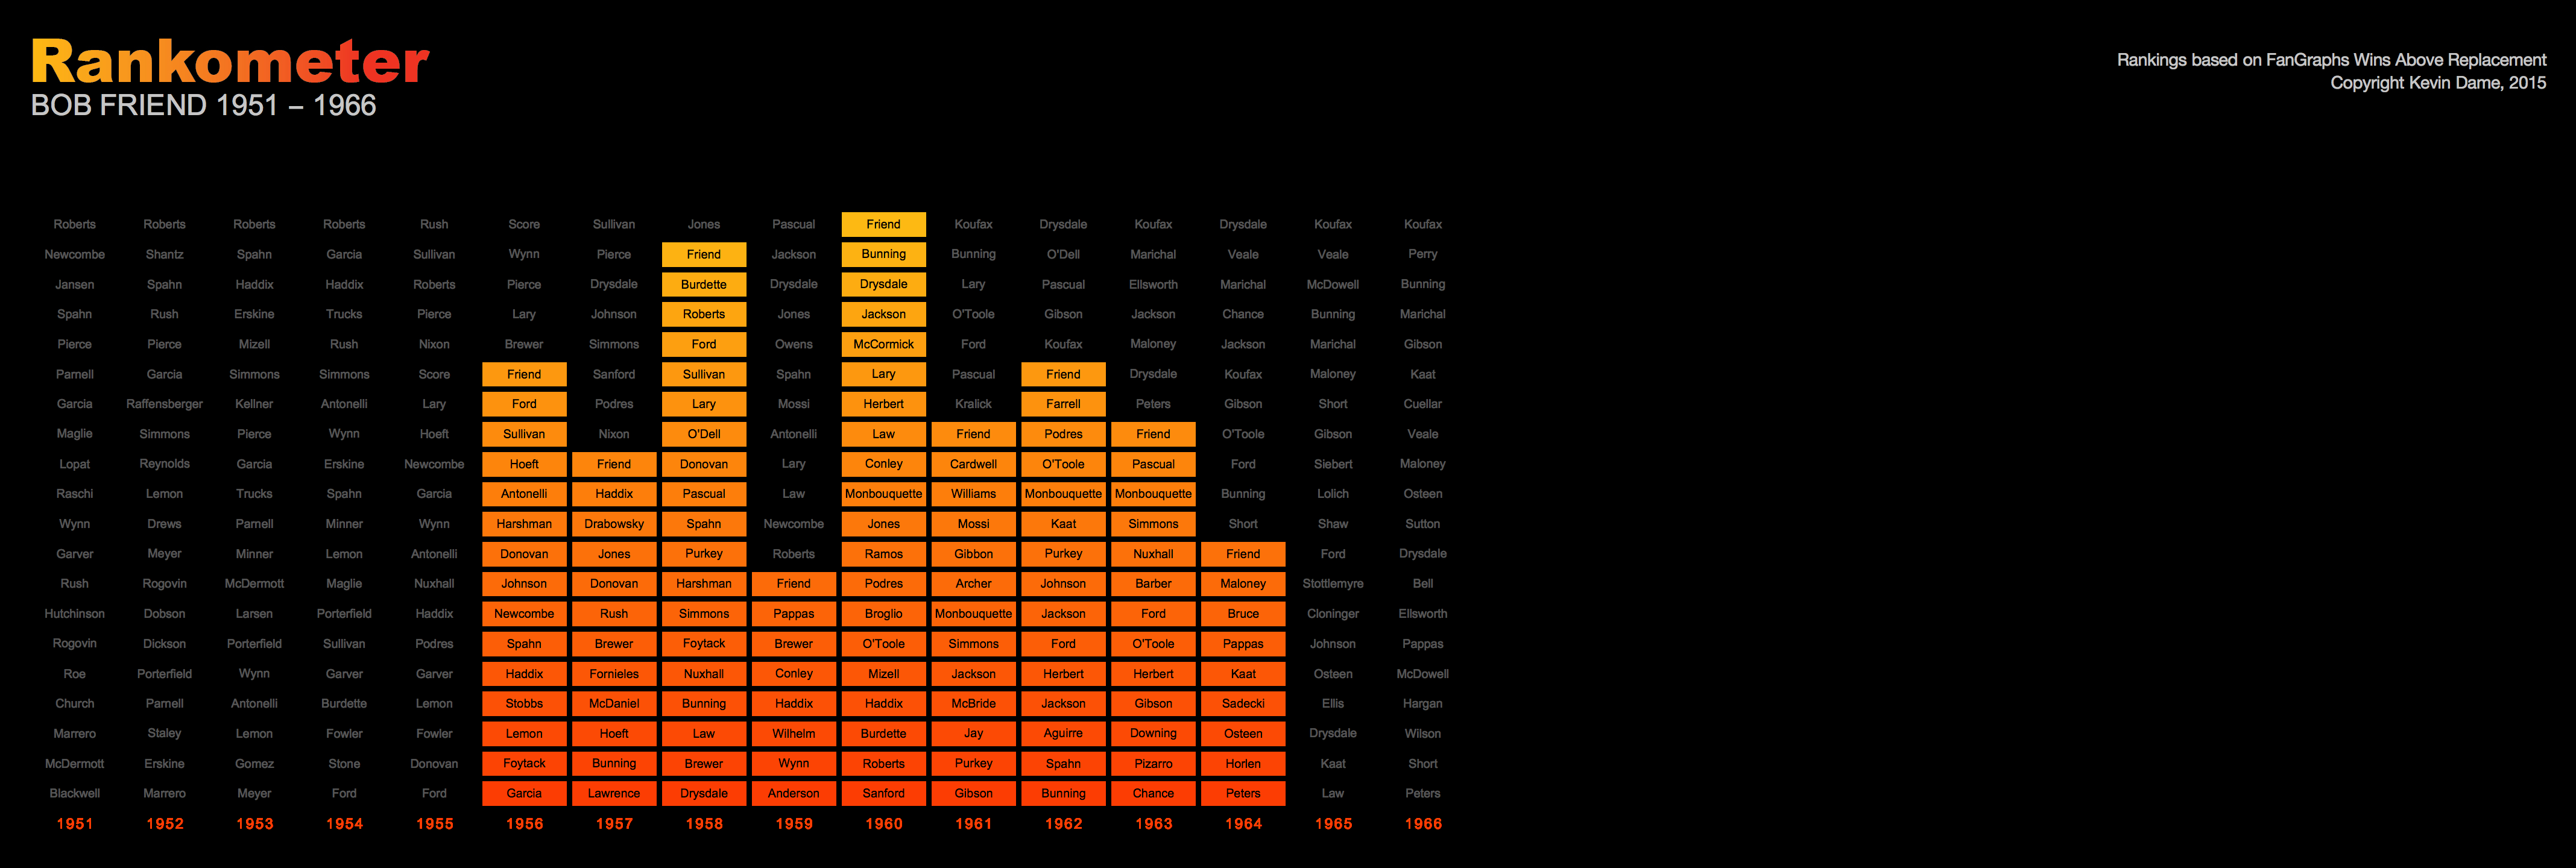 Rankometer
BOB FRIEND 1951 – 1966
Rankings based on FanGraphs Wins Above Replacement
Copyright Kevin Dame, 2015
Roberts Roberts Roberts Roberts Rush Score Sullivan Jones Pascual Friend Koufax Drysdale Koufax Drysdale Koufax Koufax
Newcombe Shantz Spahn Garcia Sullivan Wynn Pierce Friend Jackson Bunning Bunning O'Dell Marichal Veale Veale Perry
Jansen Spahn Haddix Haddix Roberts Pierce Drysdale Burdette Drysdale Drysdale Lary Pascual Ellsworth Marichal McDowell Bunning
Spahn Rush Erskine Trucks Pierce Lary Johnson Roberts Jones Jackson O'Toole Gibson Jackson Chance Bunning Marichal
Pierce Pierce Mizell Rush Nixon Brewer Simmons Ford Owens McCormick Ford Koufax Maloney Jackson Marichal Gibson
Parnell Garcia Simmons Simmons Score Friend Sanford Sullivan Spahn Lary Pascual Friend Drysdale Koufax Maloney Kaat
Garcia Raffensberger Kellner Antonelli Lary Ford Podres Lary Mossi Herbert Kralick Farrell Peters Gibson Short Cuellar
Maglie Simmons Pierce Wynn Hoeft Sullivan Nixon O'Dell Antonelli Law Friend Podres Friend O'Toole Gibson Veale
Lopat Reynolds Garcia Erskine Newcombe Hoeft Friend Donovan Lary Conley Cardwell O'Toole Pascual Ford Siebert Maloney
Raschi Lemon Trucks Spahn Garcia Antonelli Haddix Pascual Law Monbouquette Williams Monbouquette Monbouquette Bunning Lolich Osteen
Wynn Drews Parnell Minner Wynn Harshman Drabowsky Spahn Newcombe Jones Mossi Kaat Simmons Short Shaw Sutton
Garver Meyer Minner Lemon Antonelli Donovan Jones Purkey Roberts Ramos Gibbon Purkey Nuxhall Friend Ford Drysdale
Rush Rogovin McDermott Maglie Nuxhall Johnson Donovan Harshman Friend Podres Archer Johnson Barber Maloney Stottlemyre Bell
Hutchinson Dobson Larsen Porterfield Haddix Newcombe Rush Simmons Pappas Broglio Monbouquette Jackson Ford Bruce Cloninger Ellsworth
Rogovin Dickson Porterfield Sullivan Podres Spahn Brewer Foytack Brewer O'Toole Simmons Ford O'Toole Pappas Johnson Pappas
Roe Porterfield Wynn Garver Garver Haddix Fornieles Nuxhall Conley Mizell Jackson Herbert Herbert Kaat Osteen McDowell
Church Parnell Antonelli Burdette Lemon Stobbs McDaniel Bunning Haddix Haddix McBride Jackson Gibson Sadecki Ellis Hargan
Marrero Staley Lemon Fowler Fowler Lemon Hoeft Law Wilhelm Burdette Jay Aguirre Downing Osteen Drysdale Wilson
McDermott Erskine Gomez Stone Donovan Foytack Bunning Brewer Wynn Roberts Purkey Spahn Pizarro Horlen Kaat Short
Blackwell Marrero Meyer Ford Ford Garcia Lawrence Drysdale Anderson Sanford Gibson Bunning Chance Peters Law Peters
1951 1952 1953 1954 1955 1956 1957 1958 1959 1960 1961 1962 1963 1964 1965 1966